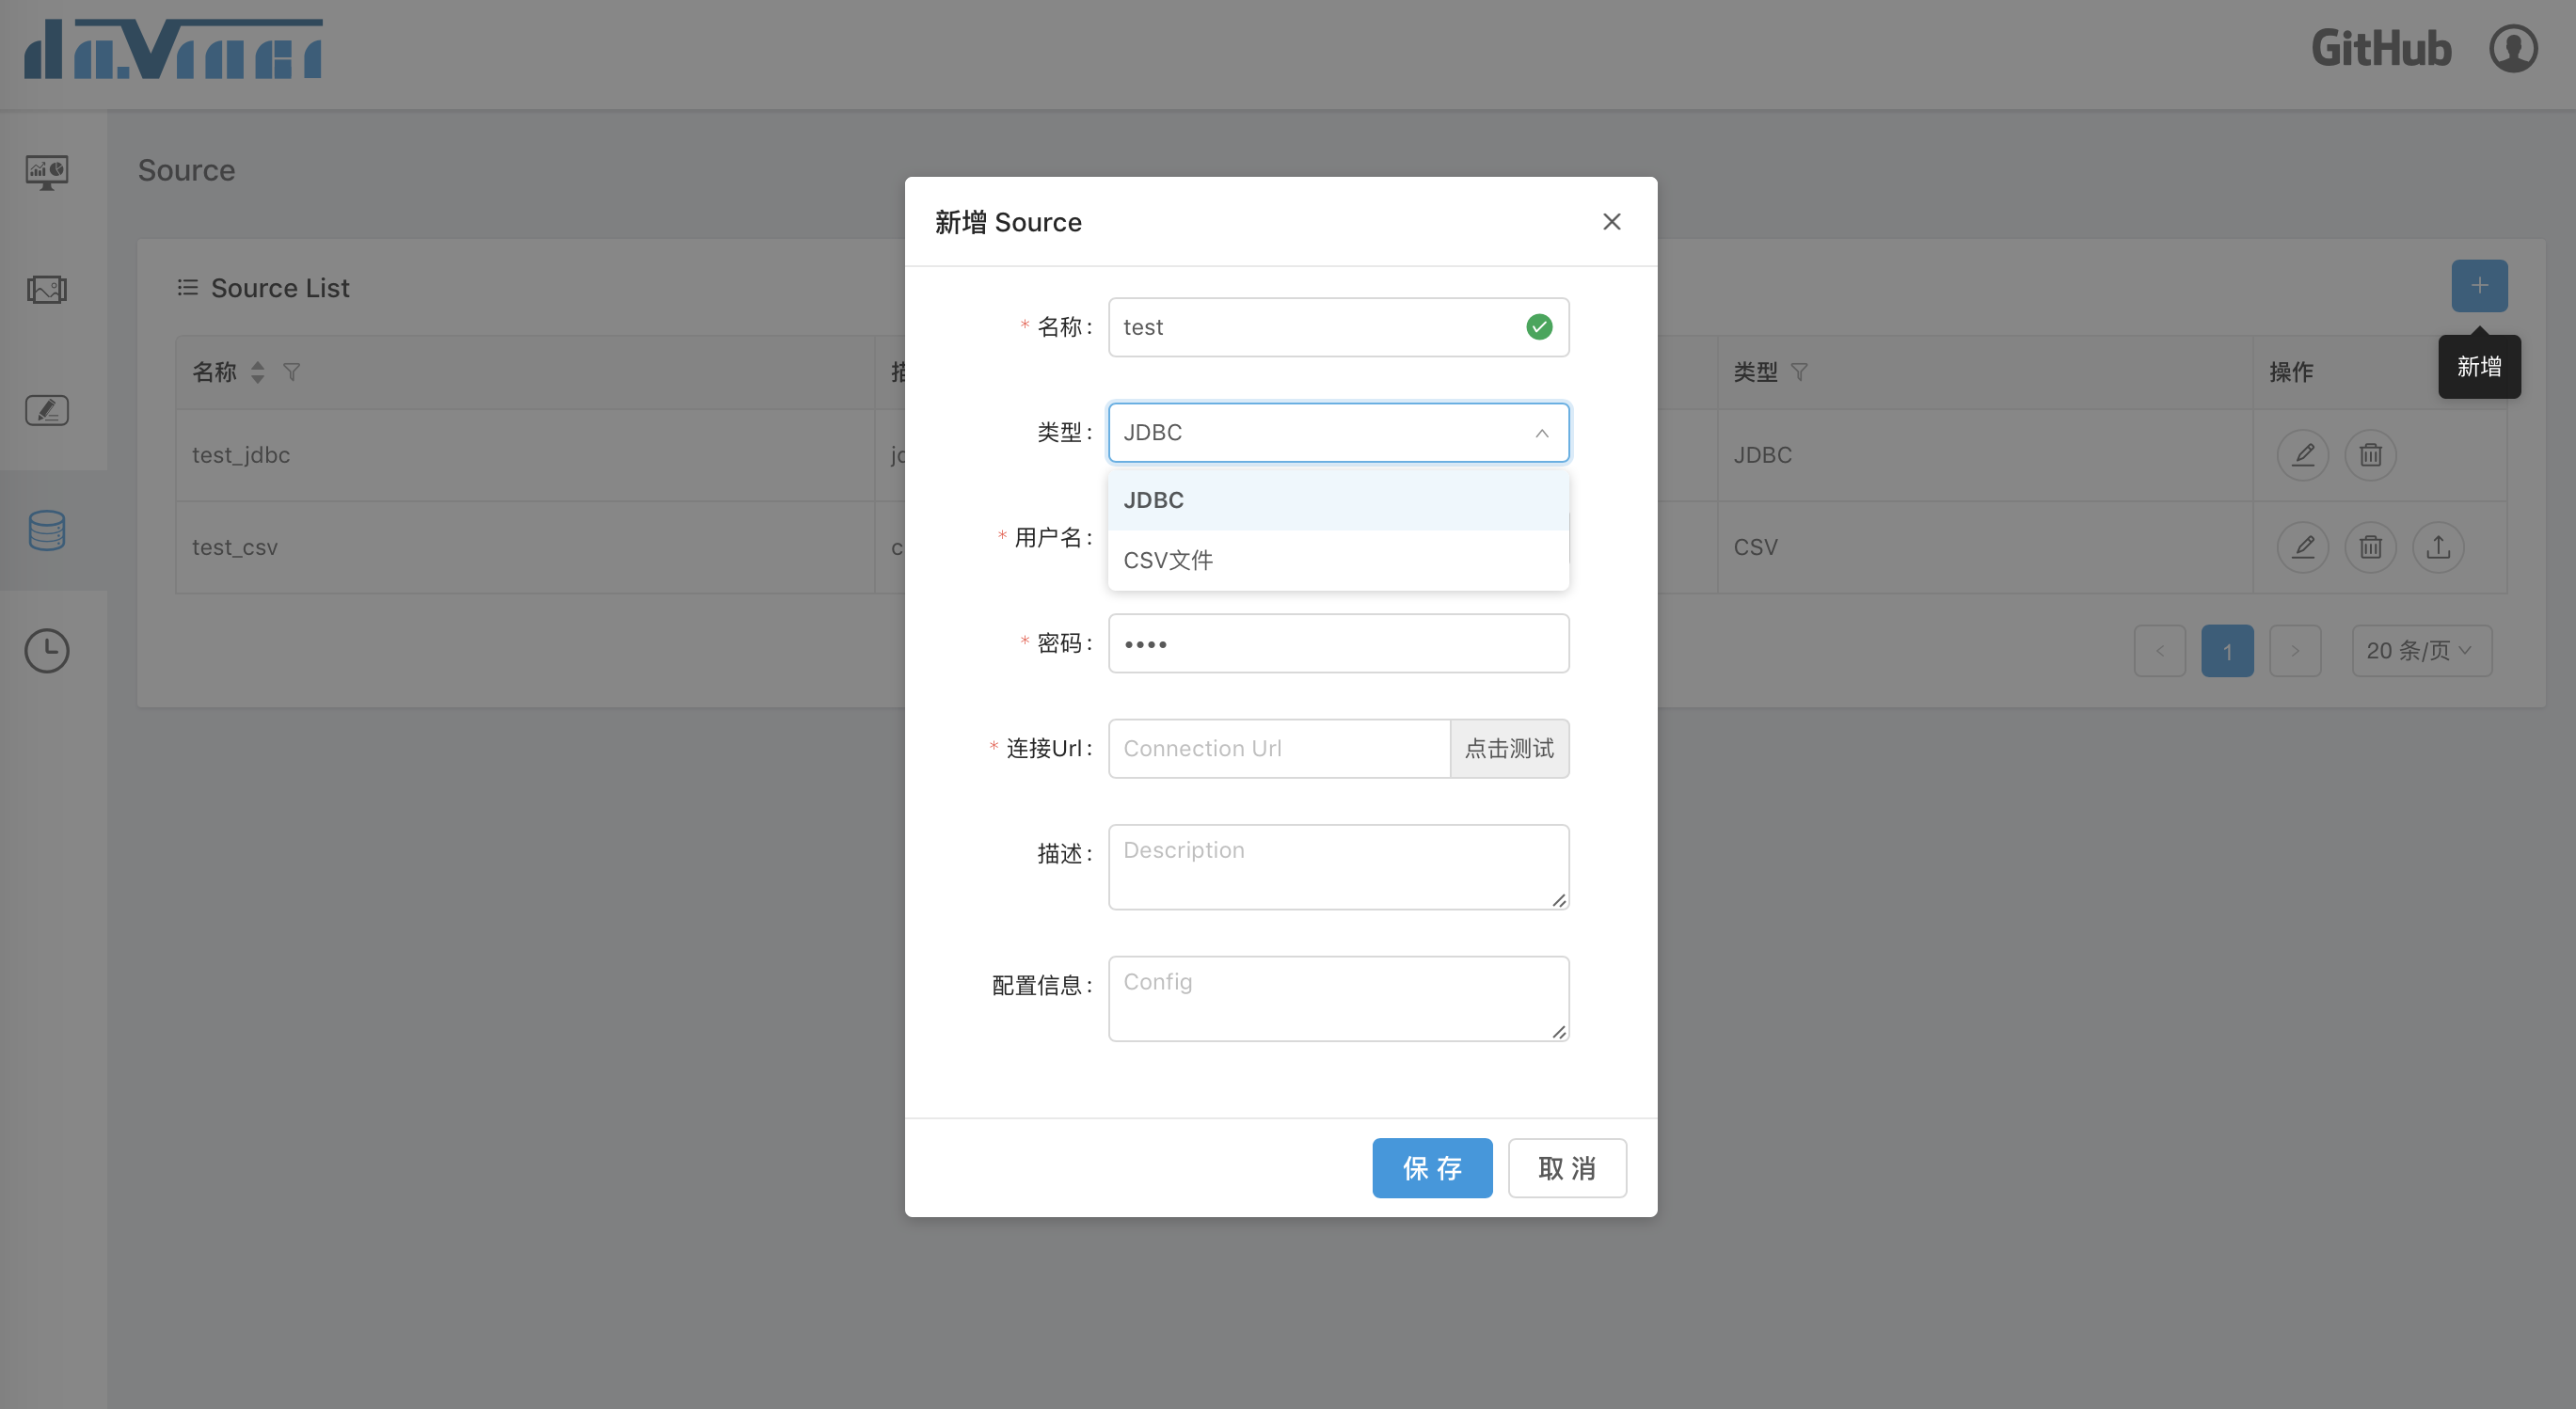 da.Vinci
GitHub
Source
Source List
新增
名称
类型
操作
test_jdbc
JDBC
test_csv
CSV
1
20 条/页
新增 Source
* 名称 :
test
类型 :
JDBC
JDBC
CSV文件
* 用户名 :
* 密码 :
••••
* 连接Url :
Connection Url
点击测试
描述 :
Description
配置信息 :
Config
保 存
取 消